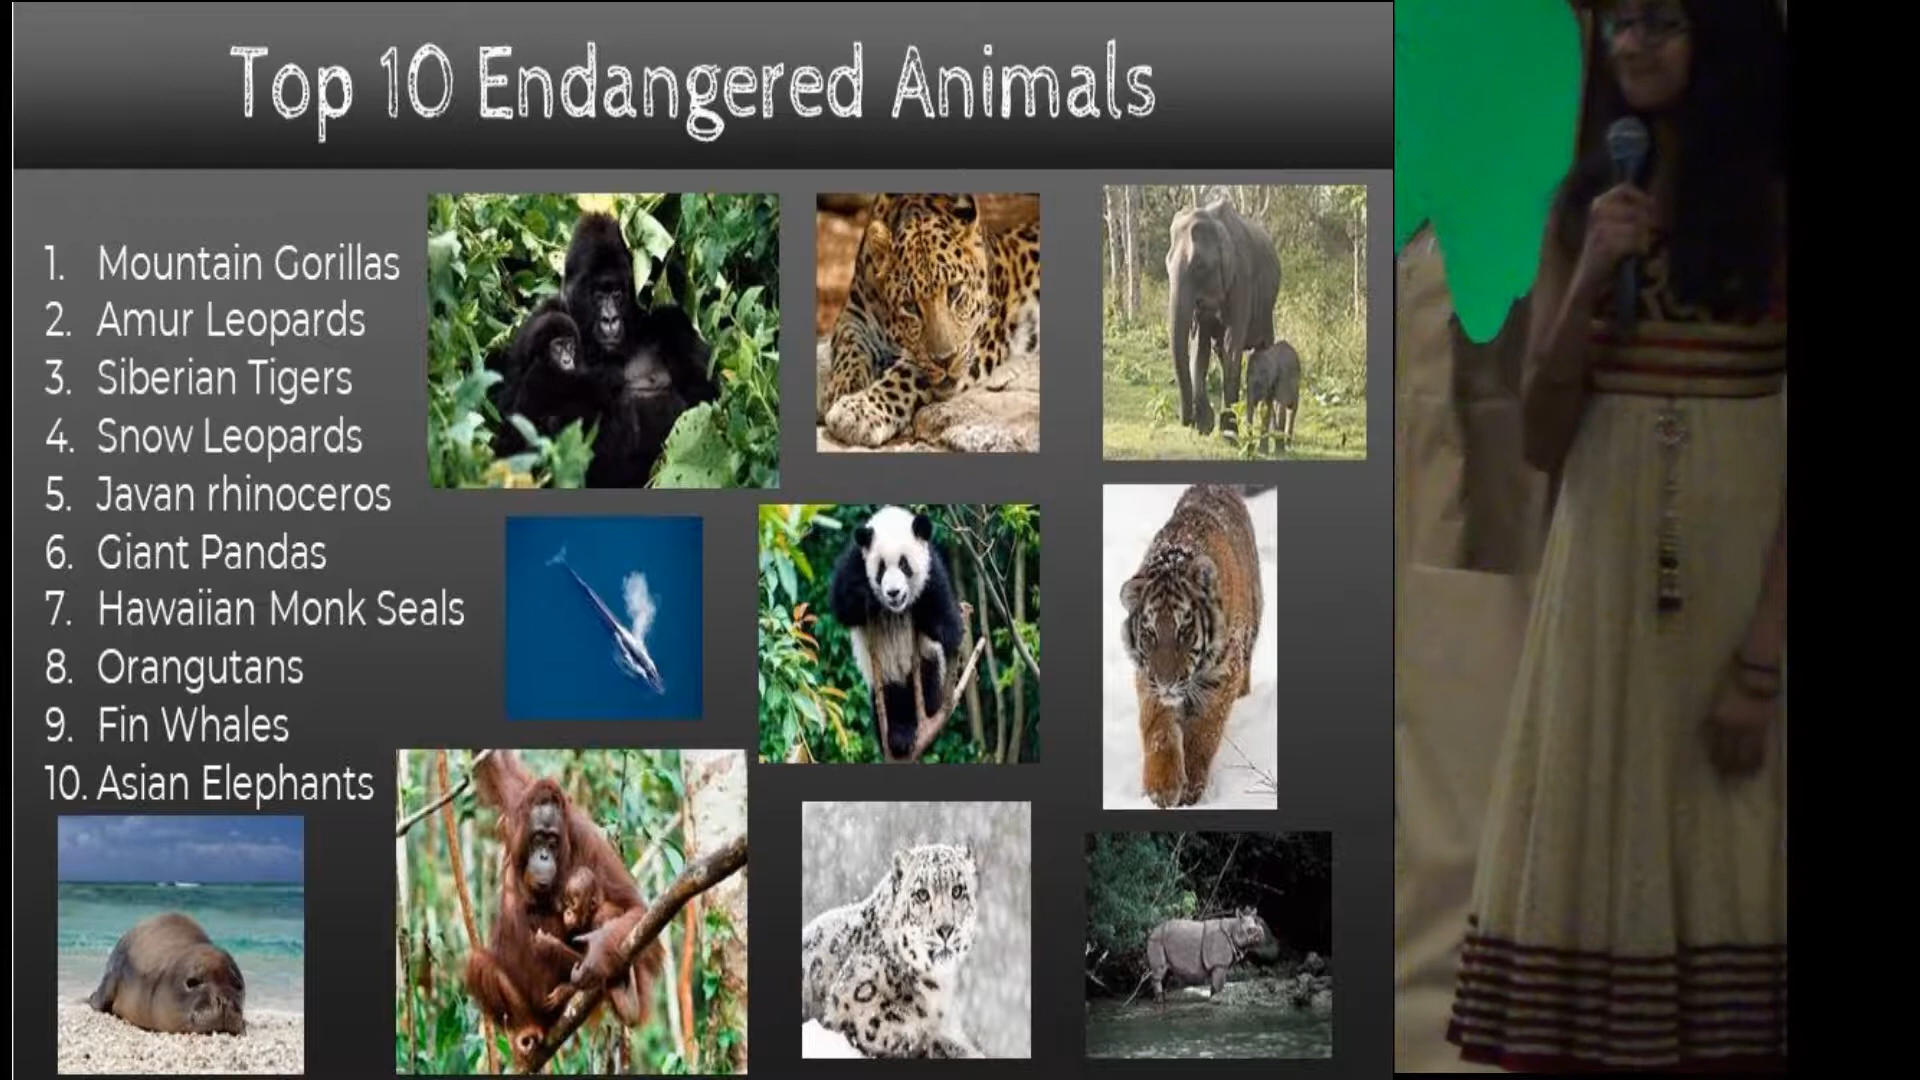 Top 10 Endangered Animals
1. Mountain Gorillas
2. Amur Leopards
3. Siberian Tigers
4. Snow Leopards
5. Javan rhinoceros
6. Giant Pandas
7. Hawaiian Monk Seals
8. Orangutans
9. Fin Whales
10. Asian Elephants